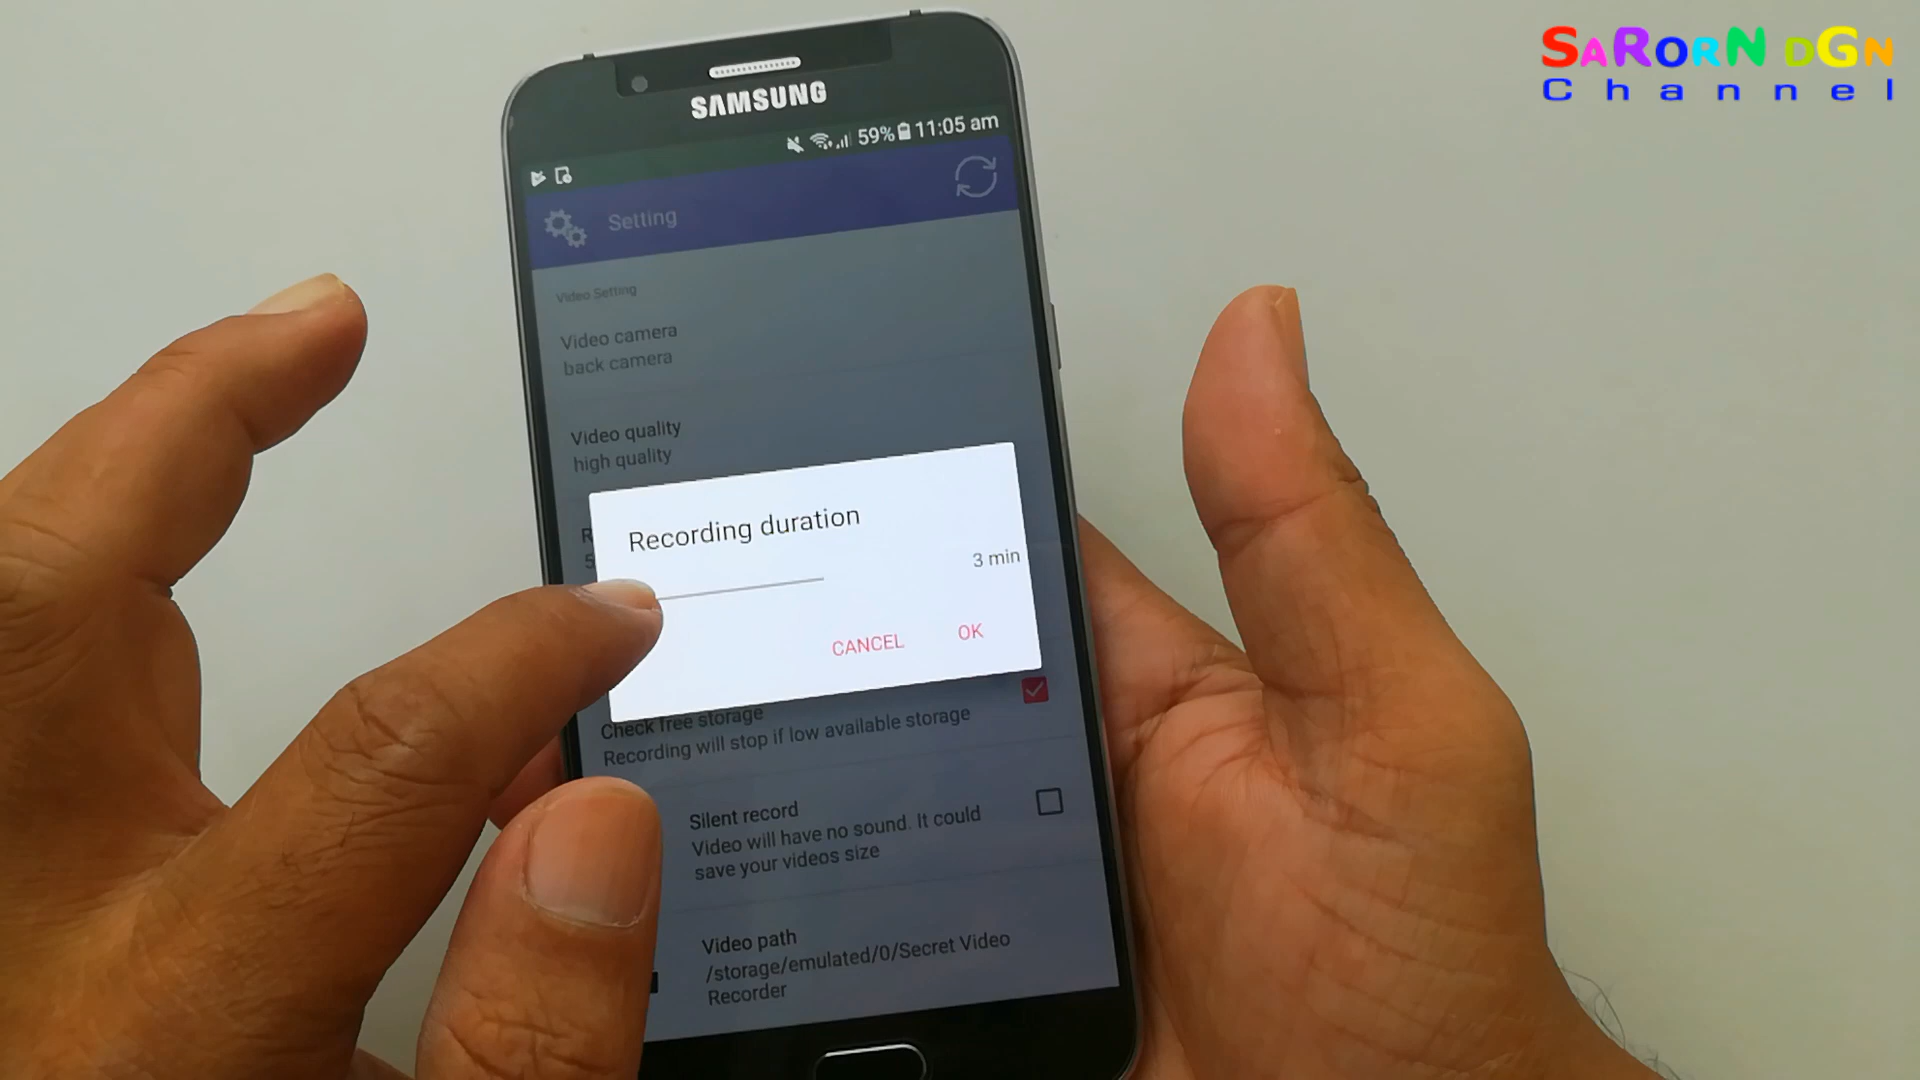 SaRorN dGN
Channel
SAMSUNG
59% 11:05 am
Setting
Video Setting
Video camera
back camera
Video quality
high quality
Recording duration
3 min
CANCEL OK
Check free storage
Recording will stop if low available storage
Silent record
Video will have no sound. It could
save your videos size
Video path
/storage/emulated/0/Secret Video
Recorder